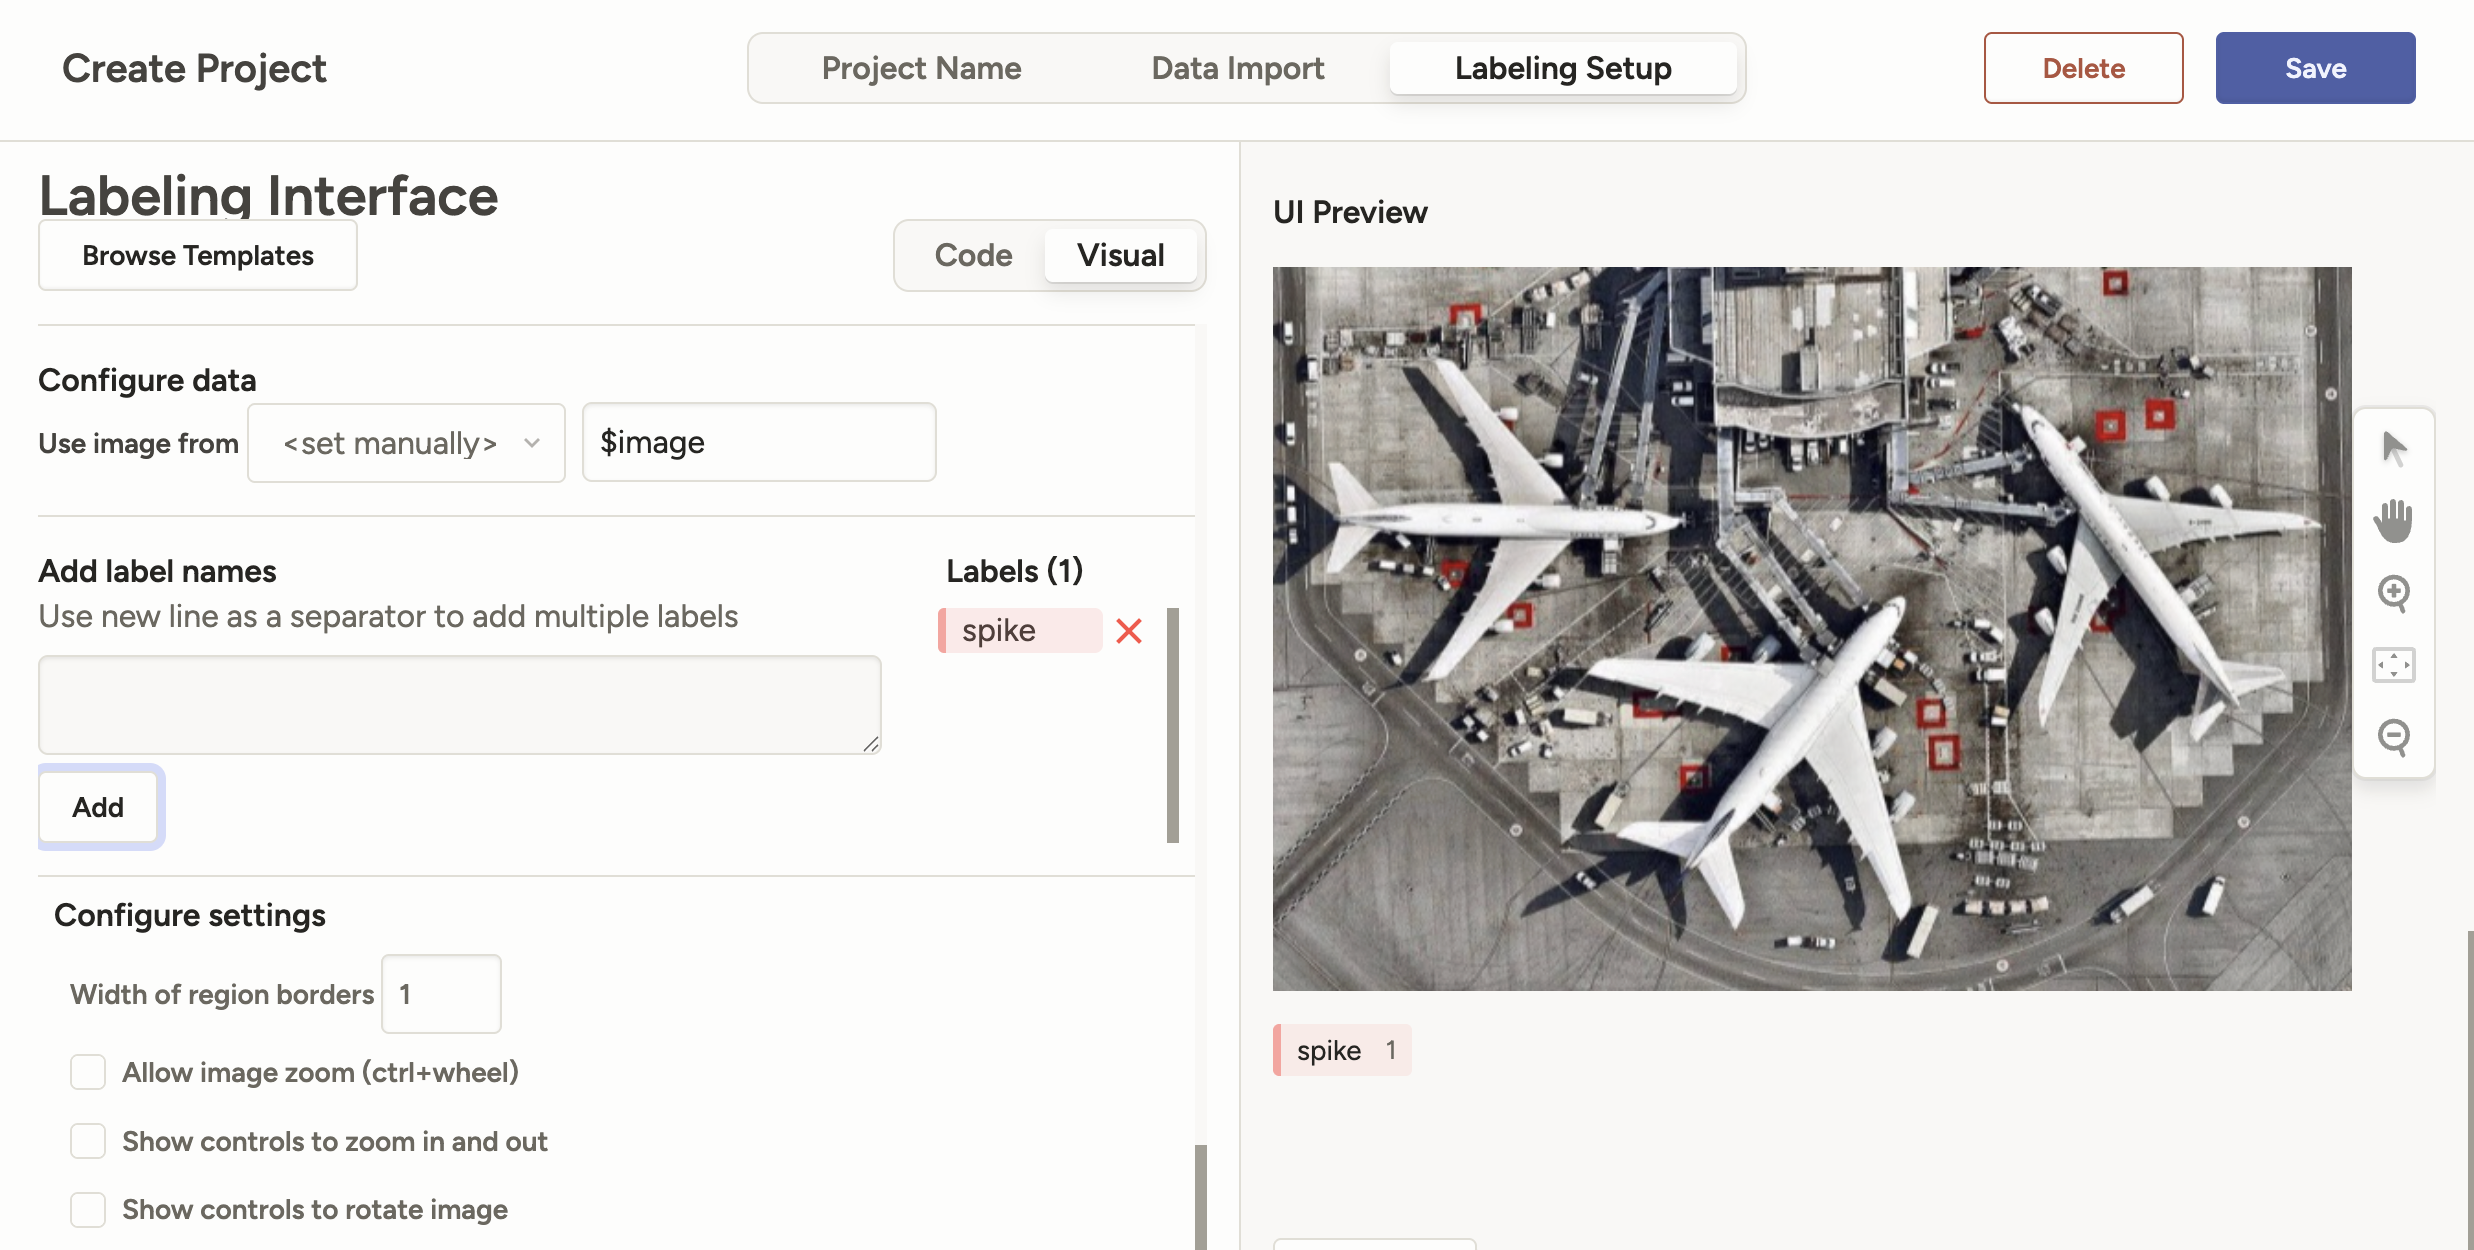 Create Project
Project Name
Data Import
Labeling Setup
Delete
Save
Labeling Interface
Browse Templates
Code
Visual
Configure data
Use image from
<set manually>
$image
Add label names
Use new line as a separator to add multiple labels
Labels (1)
spike
Add
Configure settings
Width of region borders
1
Allow image zoom (ctrl+wheel)
Show controls to zoom in and out
Show controls to rotate image
UI Preview
spike 1